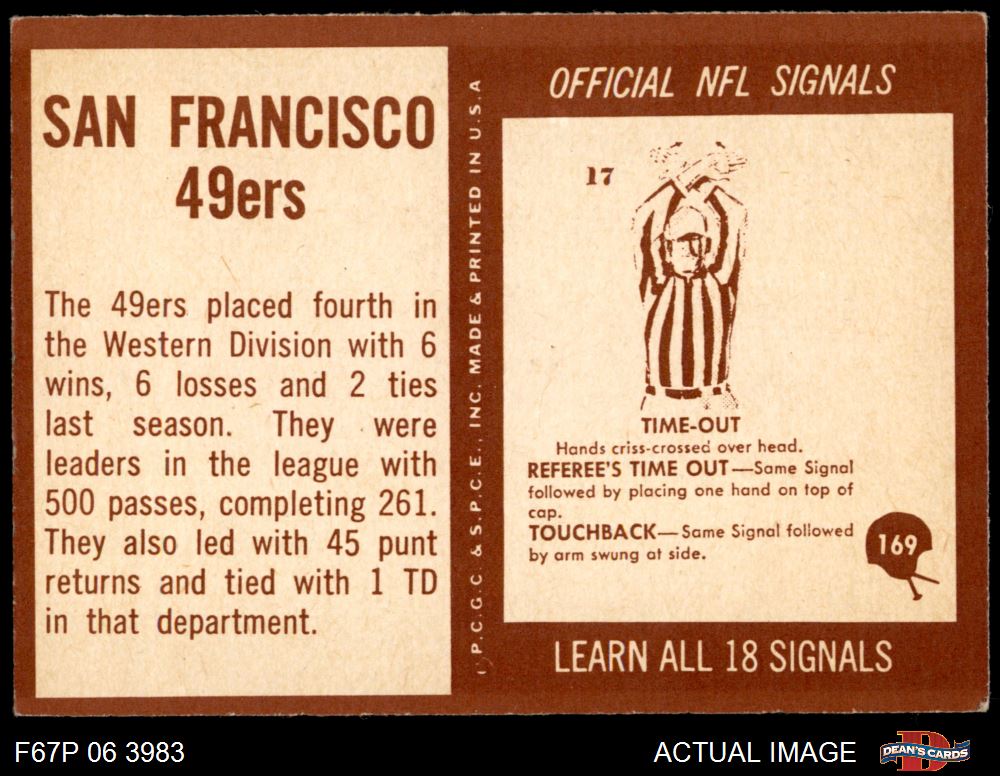 SAN FRANCISCO
49ers
The 49ers placed fourth in
the Western Division with 6
wins, 6 losses and 2 ties
last season. They were
leaders in the league with
500 passes, completing 261.
They also led with 45 punt
returns and tied with 1 TD
in that department.
P.C.G.C. & S.P.C.E., INC. MADE & PRINTED IN U.S.A
OFFICIAL NFL SIGNALS
17
TIME-OUT
Hands criss-crossed over head.
REFEREE'S TIME OUT—Same Signal
followed by placing one hand on top of
cap.
TOUCHBACK—Same Signal followed
by arm swung at side.
169
LEARN ALL 18 SIGNALS
F67P 06 3983
ACTUAL IMAGE
D
DEAN'S CARDS